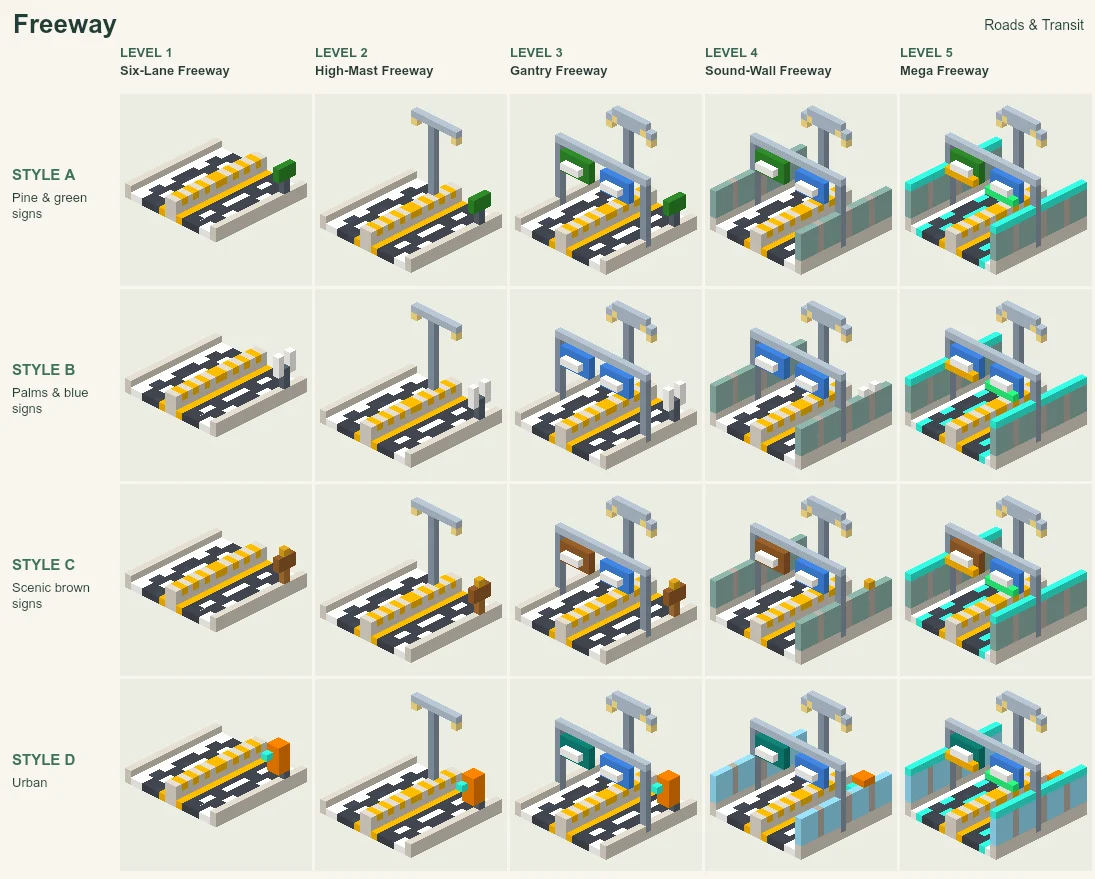 Freeway
Roads & Transit
LEVEL 1
Six-Lane Freeway
LEVEL 2
High-Mast Freeway
LEVEL 3
Gantry Freeway
LEVEL 4
Sound-Wall Freeway
LEVEL 5
Mega Freeway
STYLE A
Pine & green
signs
STYLE B
Palms & blue
signs
STYLE C
Scenic brown
signs
STYLE D
Urban